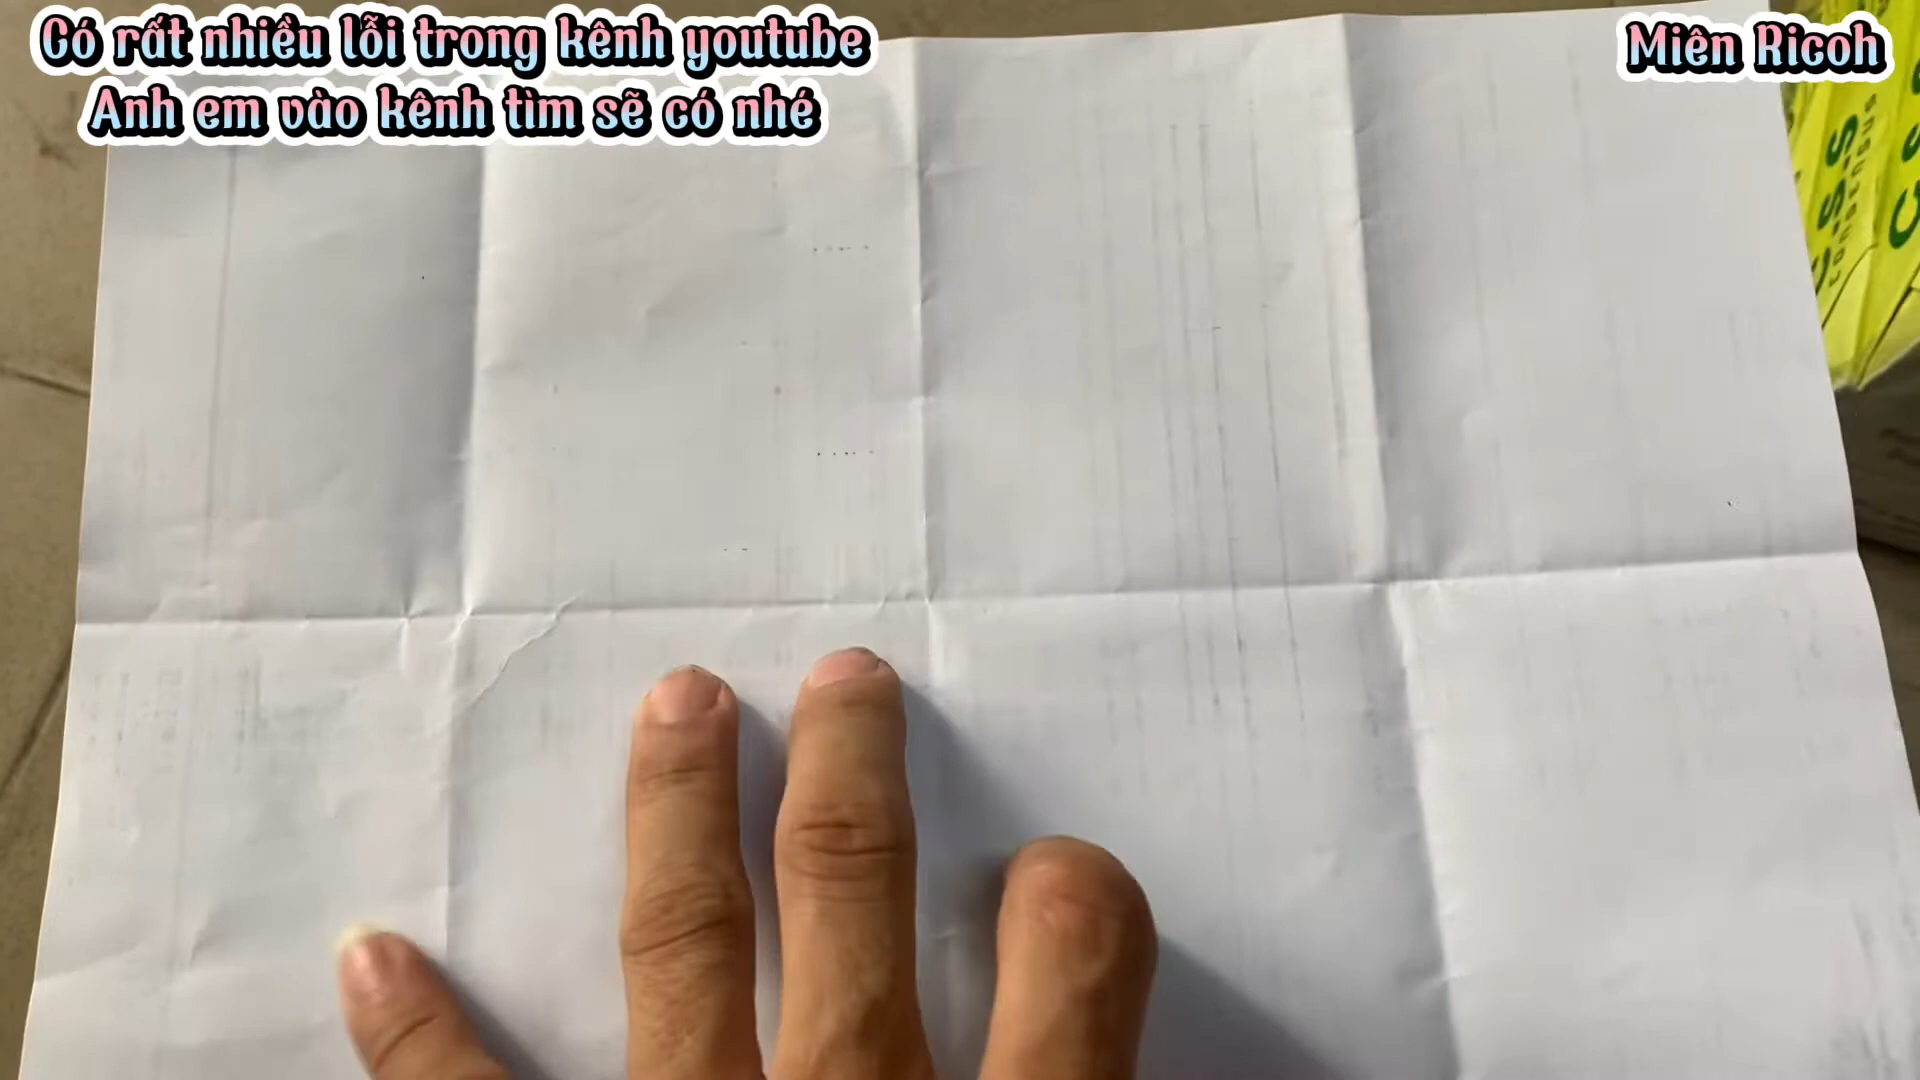 Có rất nhiều lỗi trong kênh youtube
Anh em vào kênh tìm sẽ có nhé
Miên Ricoh